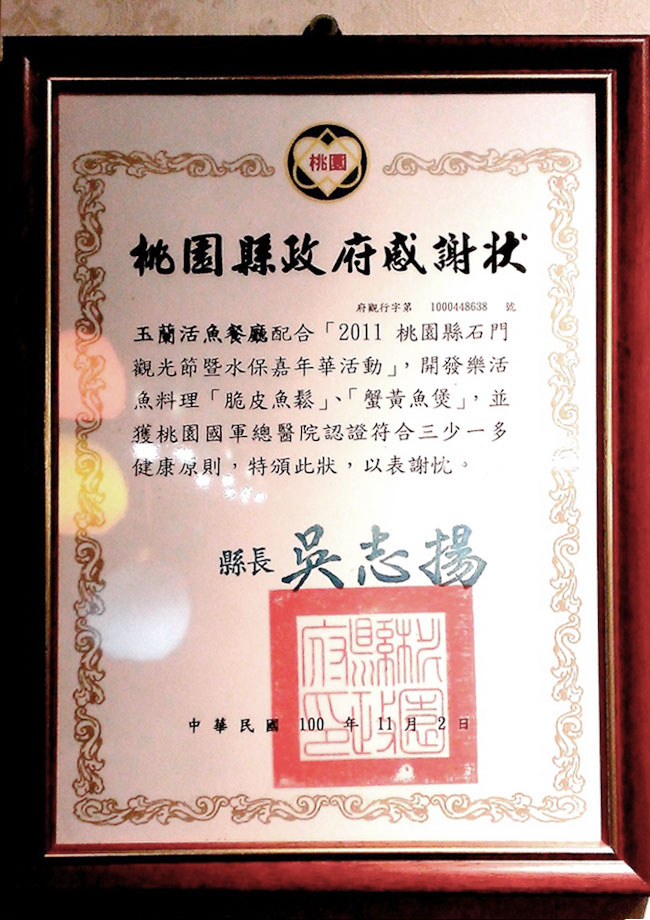 桃園
桃園縣政府感謝狀
府觀行字第 1000448638 號
玉蘭活魚餐廳配合「2011 桃園縣石門
觀光節暨水保嘉年華活動」，開發樂活
魚料理「脆皮魚鬆」、「蟹黃魚煲」，並
獲桃園國軍總醫院認證符合三少一多
健康原則，特頒此狀，以表謝忱。
縣長 吳志揚
桃園縣政府印
中華民國 100 年 11 月 2 日